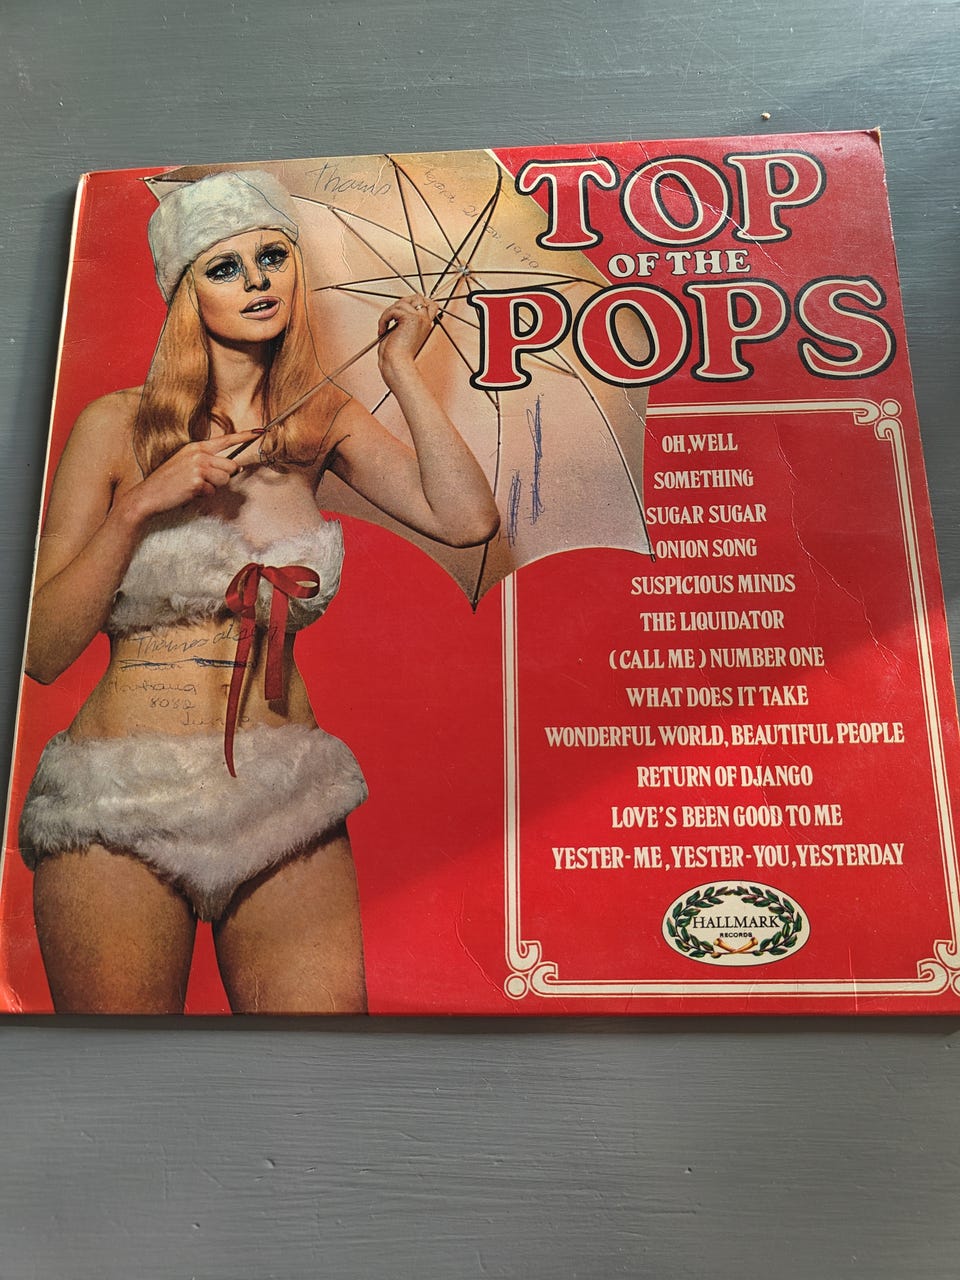 TOP
OF THE
POPS
OH, WELL
SOMETHING
SUGAR SUGAR
ONION SONG
SUSPICIOUS MINDS
THE LIQUIDATOR
(CALL ME) NUMBER ONE
WHAT DOES IT TAKE
WONDERFUL WORLD, BEAUTIFUL PEOPLE
RETURN OF DJANGO
LOVE'S BEEN GOOD TO ME
YESTER-ME, YESTER-YOU, YESTERDAY
HALLMARK
RECORDS
1970
8032